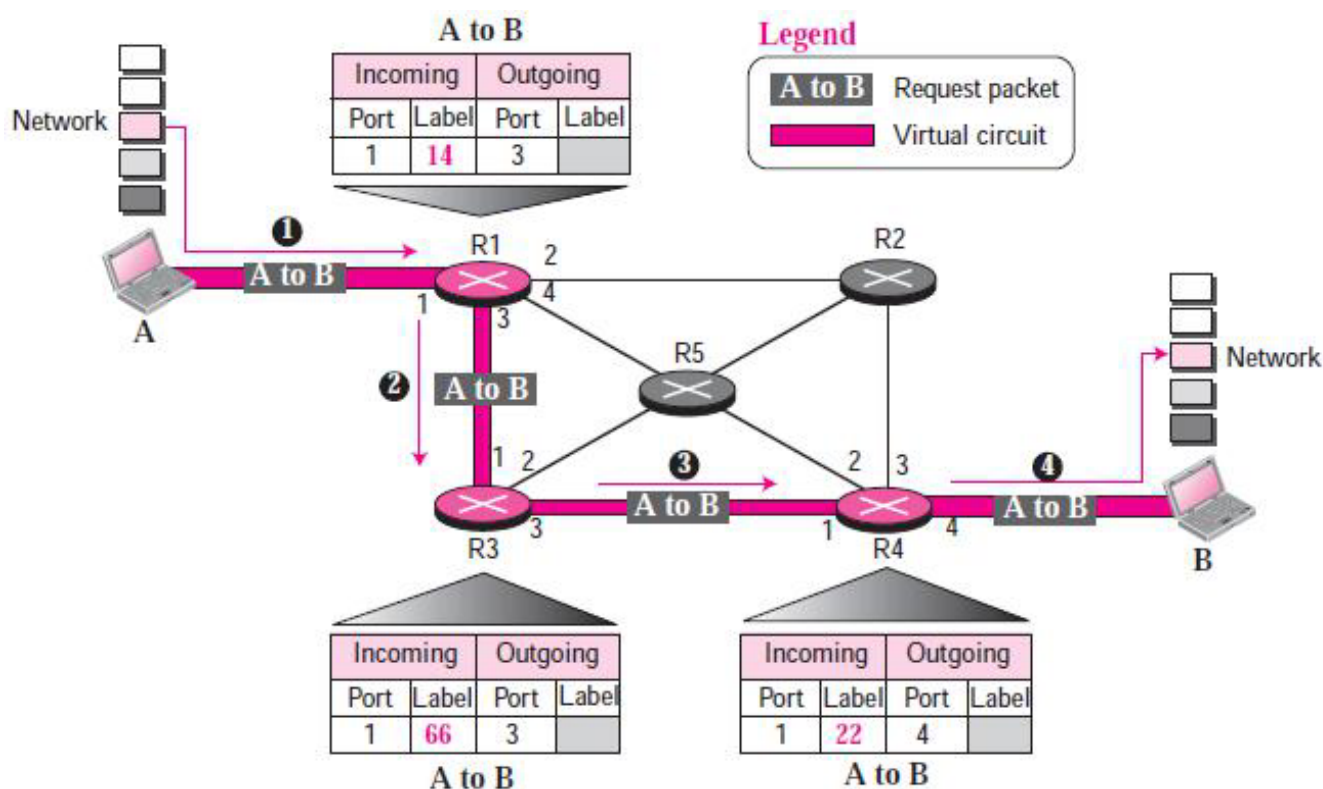 A to B
Incoming Outgoing
Port Label Port Label
1 14 3
Legend
A to B Request packet
Virtual circuit
Network
1
A to B
A
R1
1
2
4
3
R2
R5
2
A to B
1
2
3
R3
3
A to B
2
3
1
4
R4
4
A to B
Network
B
Incoming Outgoing
Port Label Port Label
1 66 3
A to B
Incoming Outgoing
Port Label Port Label
1 22 4
A to B